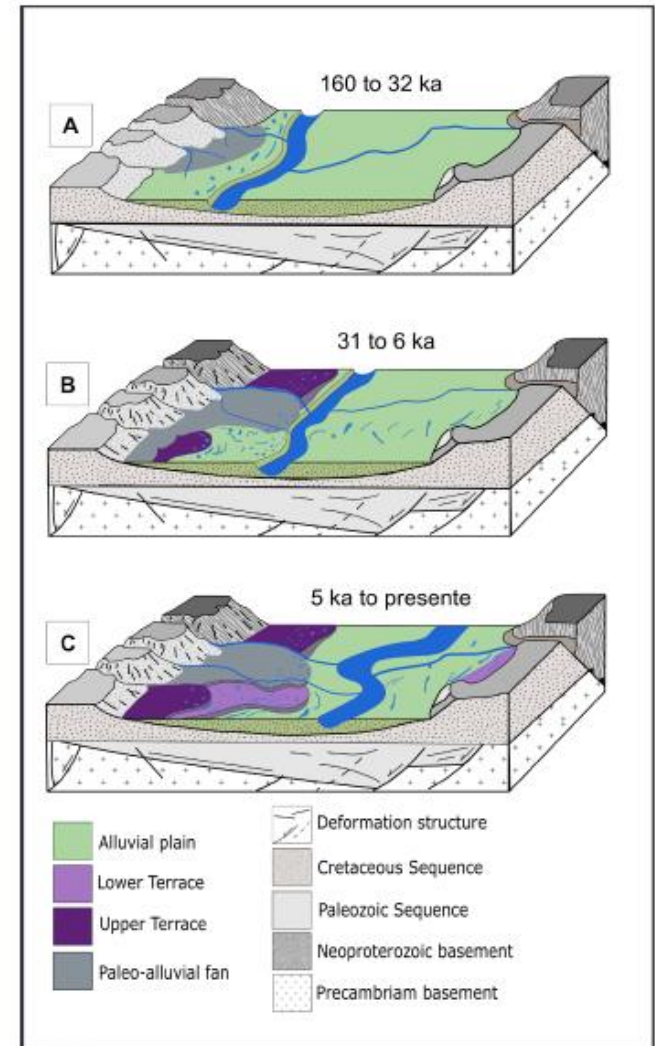 160 to 32 ka
A
31 to 6 ka
B
5 ka to presente
C
Alluvial plain
Lower Terrace
Upper Terrace
Paleo-alluvial fan
Deformation structure
Cretaceous Sequence
Paleozoic Sequence
Neoproterozoic basement
Precambriam basement